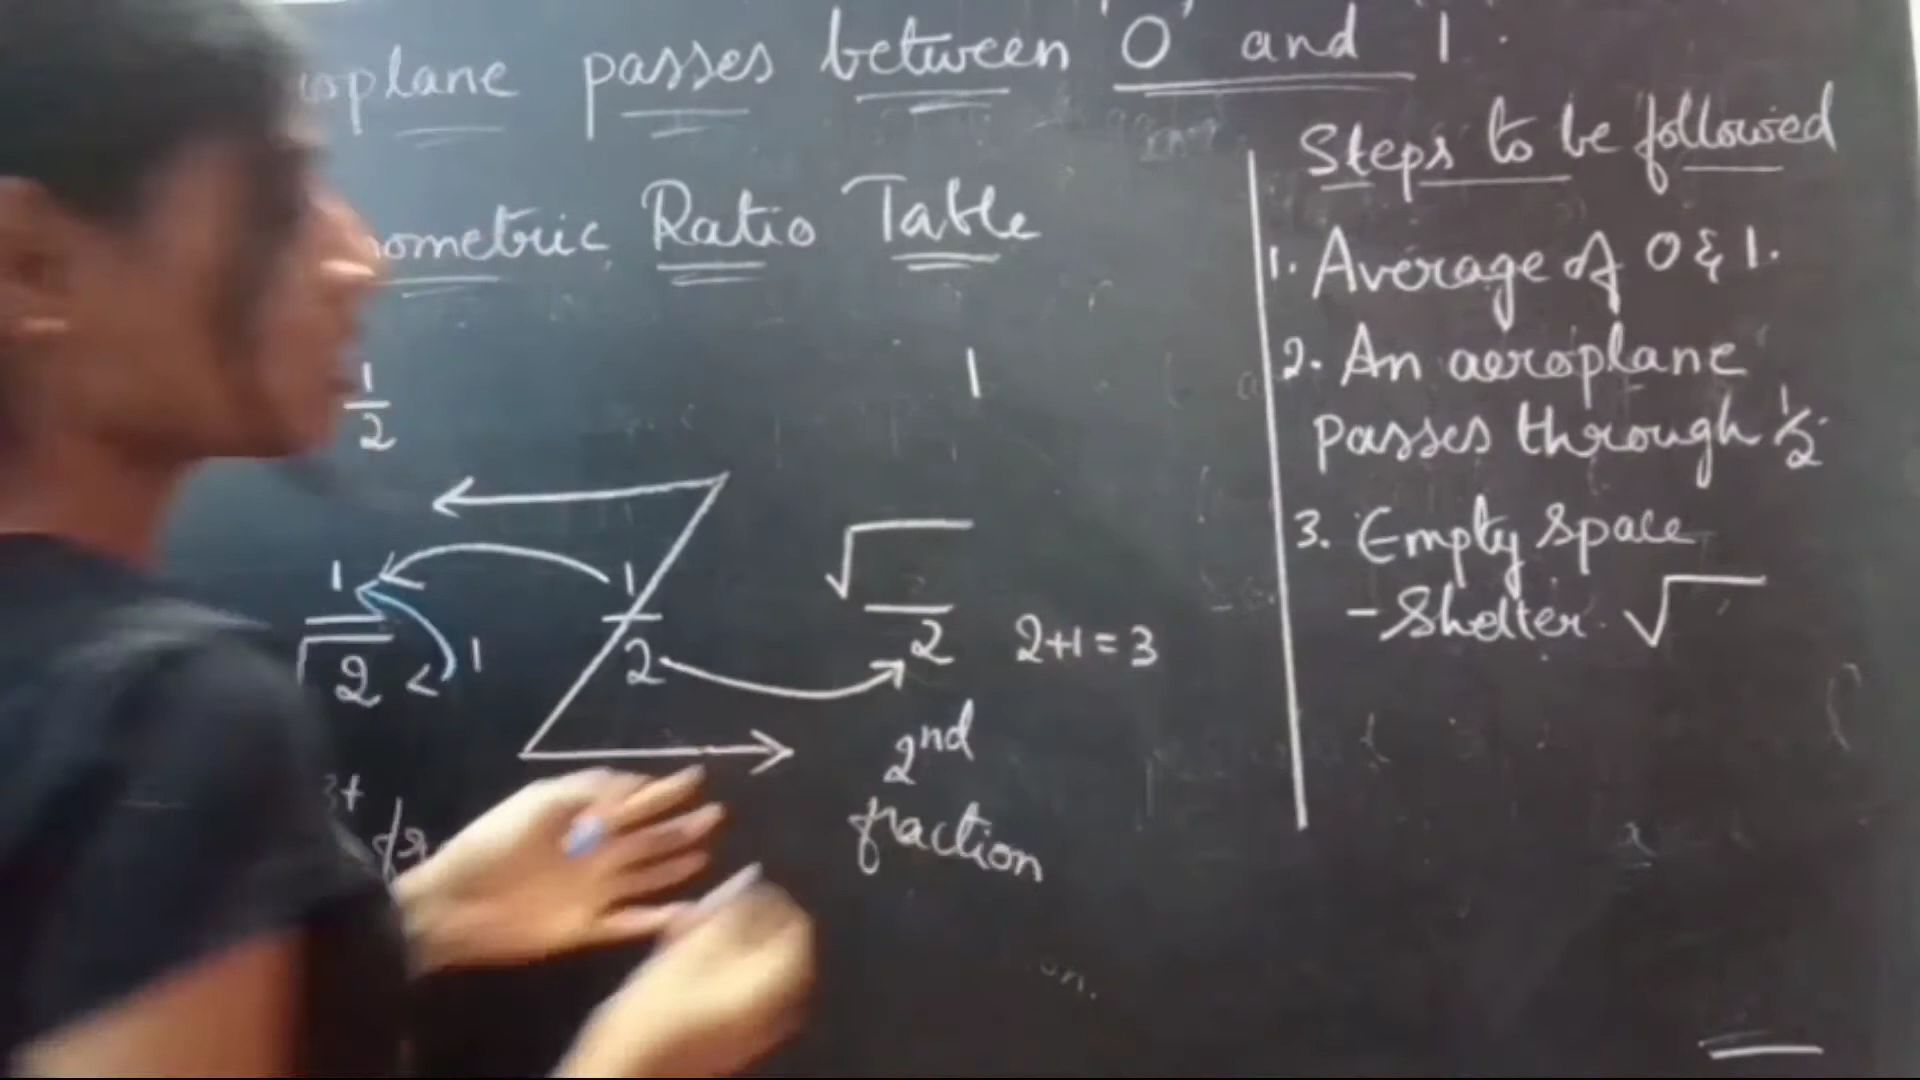 passes between '0' and '1'.
Ratio Table
Steps to be followed
1. Average of 0 & 1.
2. An aeroplane
passes through 1/2.
3. Empty space
- Shelter. √
1/2
1
1/√2
< 1
1/2
√ /2
2+1=3
2nd
fraction